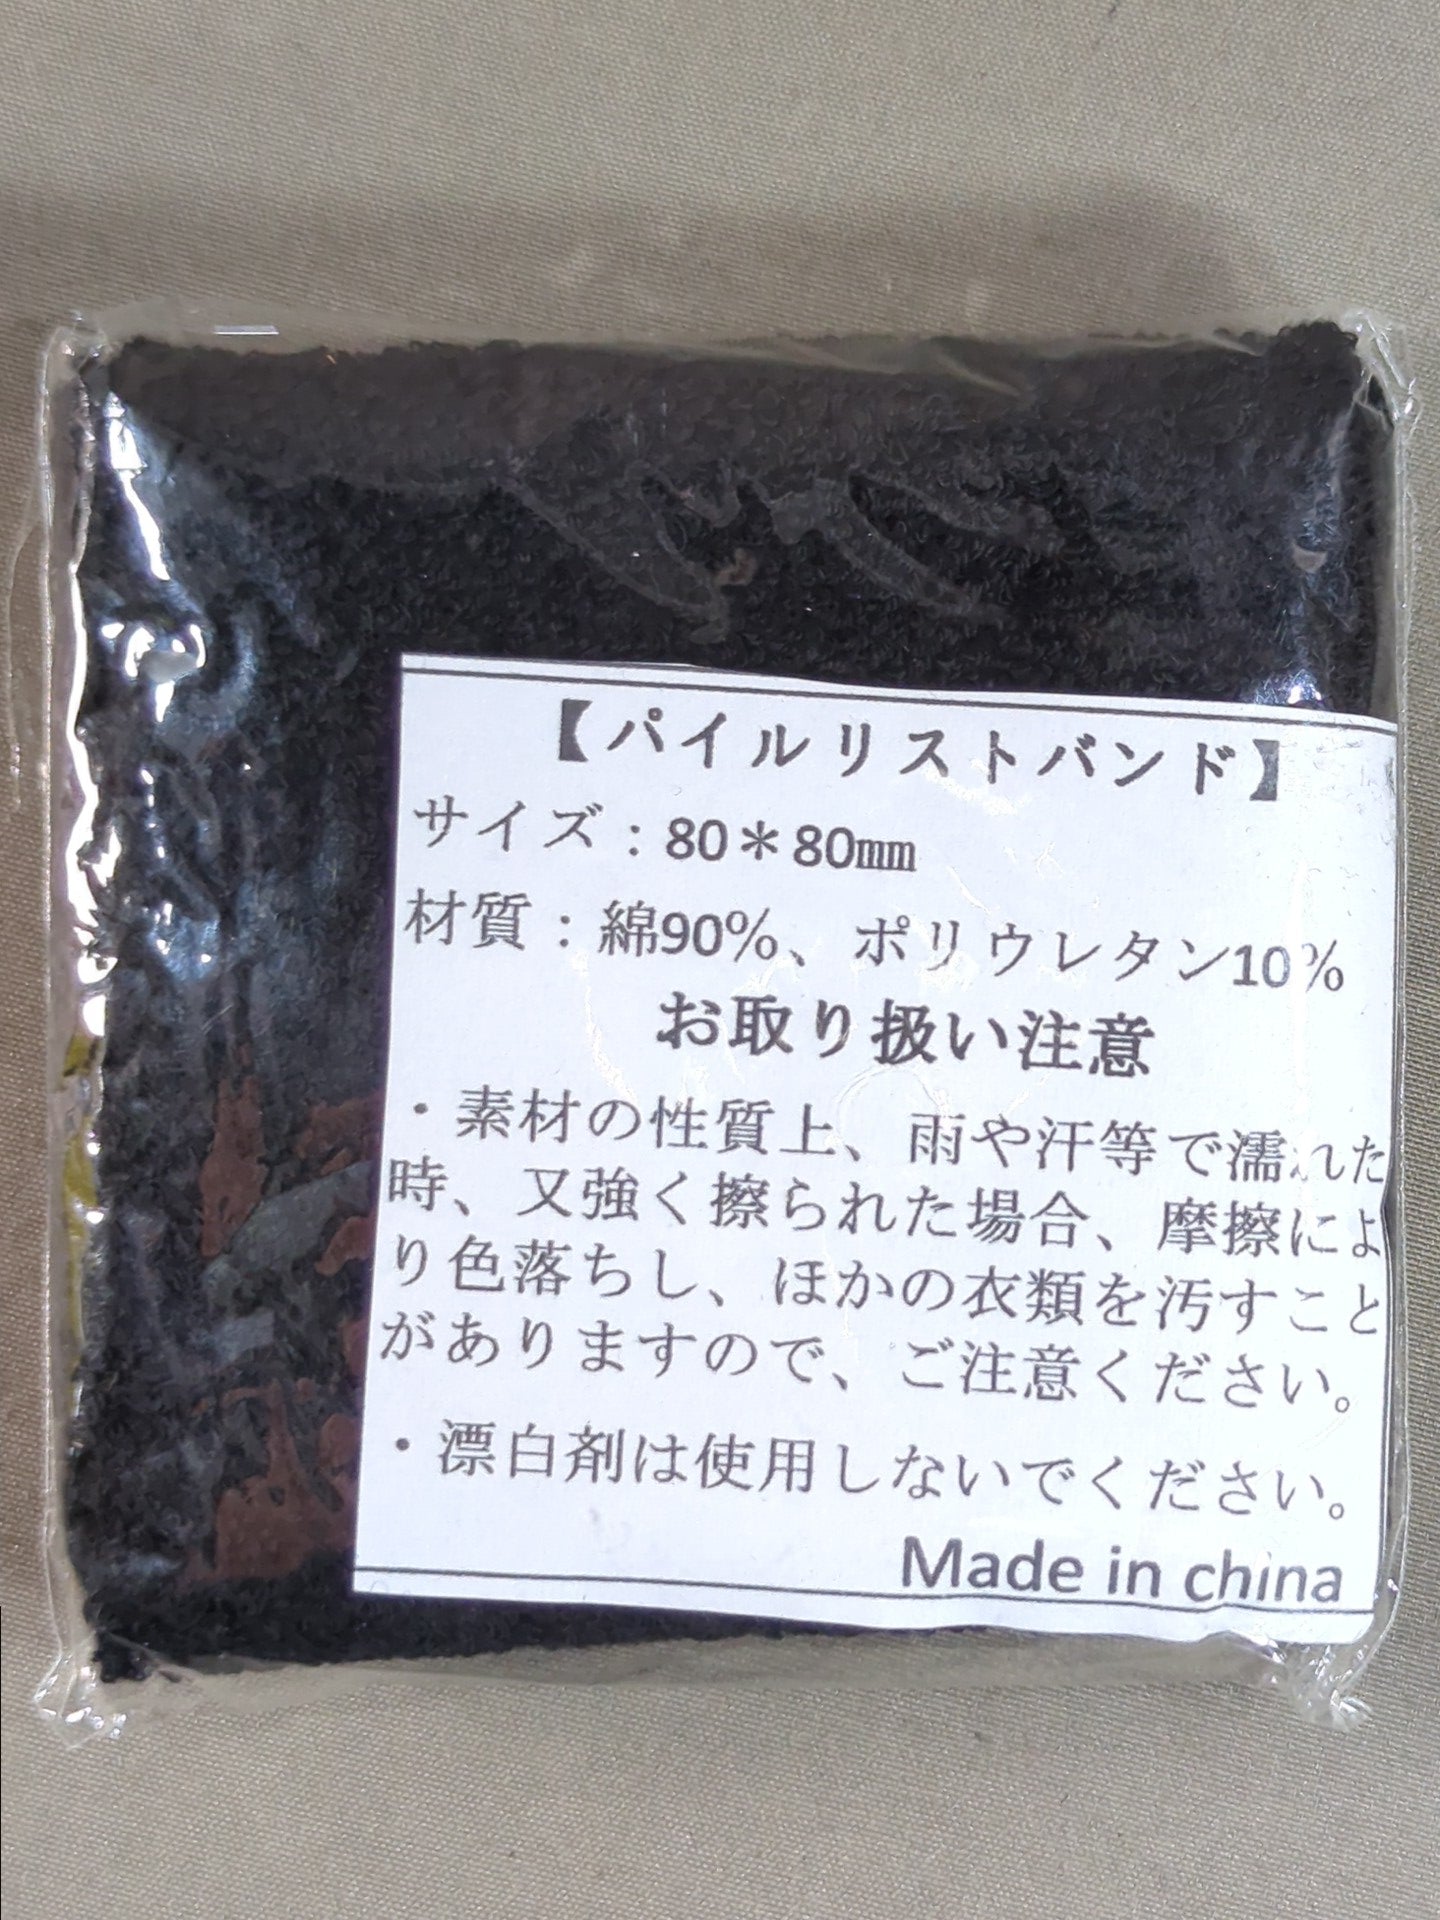 【パイルリストバンド】
サイズ：80＊80㎜
材質：綿90%、ポリウレタン10%
お取り扱い注意
・素材の性質上、雨や汗等で濡れた
時、又強く擦られた場合、摩擦によ
り色落ちし、ほかの衣類を汚すこと
がありますので、ご注意ください。
・漂白剤は使用しないでください。
Made in china